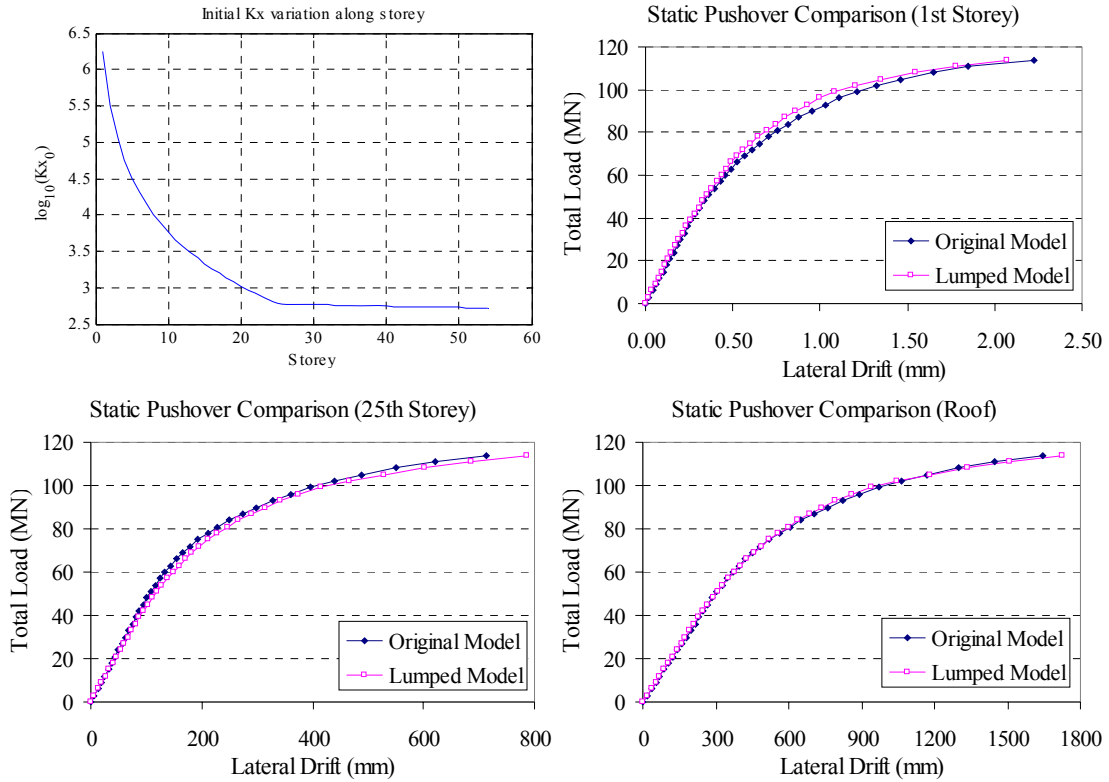 Initial Kx variation along storey
6.5
6
5.5
5
4.5
4
3.5
3
2.5
log10(Kx0)
0 10 20 30 40 50 60
Storey
Static Pushover Comparison (1st Storey)
120
100
80
60
40
20
0
Total Load (MN)
Original Model
Lumped Model
0.00 0.50 1.00 1.50 2.00 2.50
Lateral Drift (mm)
Static Pushover Comparison (25th Storey)
120
100
80
60
40
20
0
Total Load (MN)
Original Model
Lumped Model
0 200 400 600 800
Lateral Drift (mm)
Static Pushover Comparison (Roof)
120
100
80
60
40
20
0
Total Load (MN)
Original Model
Lumped Model
0 300 600 900 1200 1500 1800
Lateral Drift (mm)